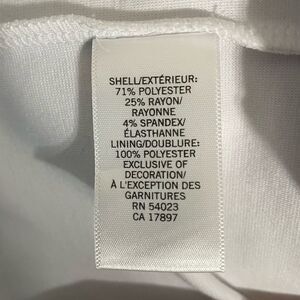 SHELL/EXTÉRIEUR:
71% POLYESTER
25% RAYON/
RAYONNE
4% SPANDEX/
ÉLASTHANNE
LINING/DOUBLURE:
100% POLYESTER
EXCLUSIVE OF
DECORATION/
À L'EXCEPTION DES
GARNITURES
RN 54023
CA 17897